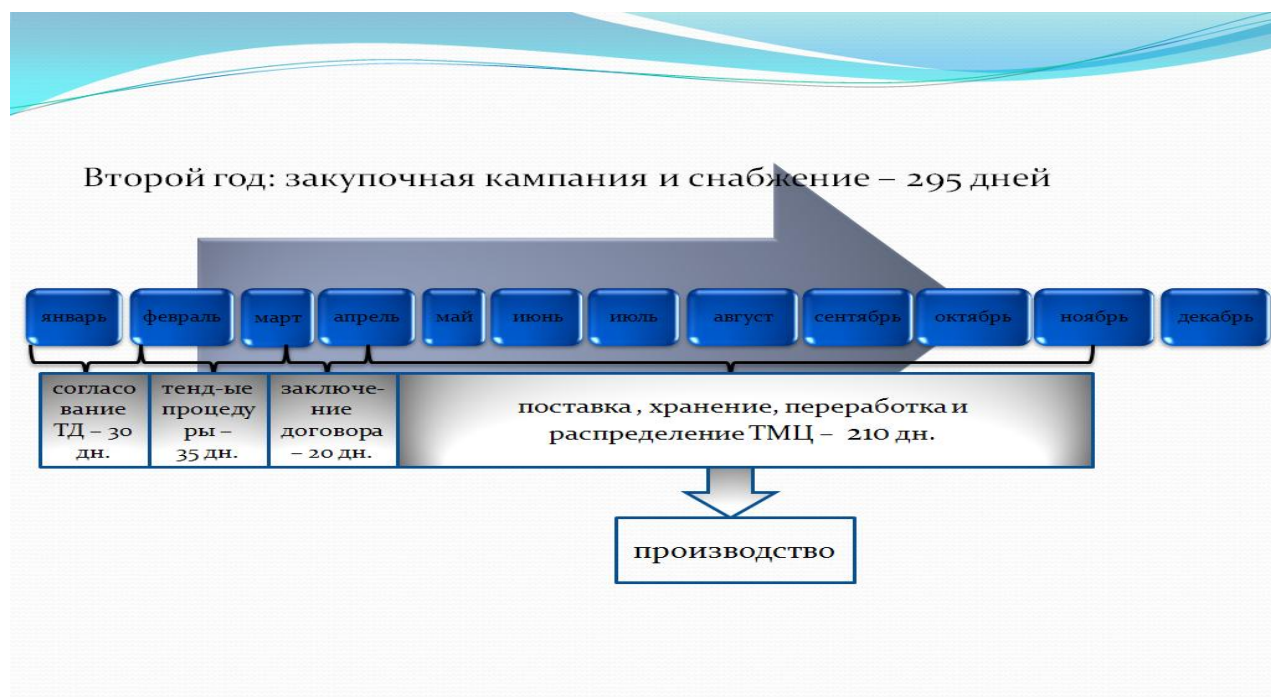 Второй год: закупочная кампания и снабжение – 295 дней
январь февраль март апрель май июнь июль август сентябрь октябрь ноябрь декабрь
согласо
вание
ТД – 30
дн.
тенд-ые
процеду
ры –
35 дн.
заключе-
ние
договора
– 20 дн.
поставка , хранение, переработка и
распределение ТМЦ – 210 дн.
производство